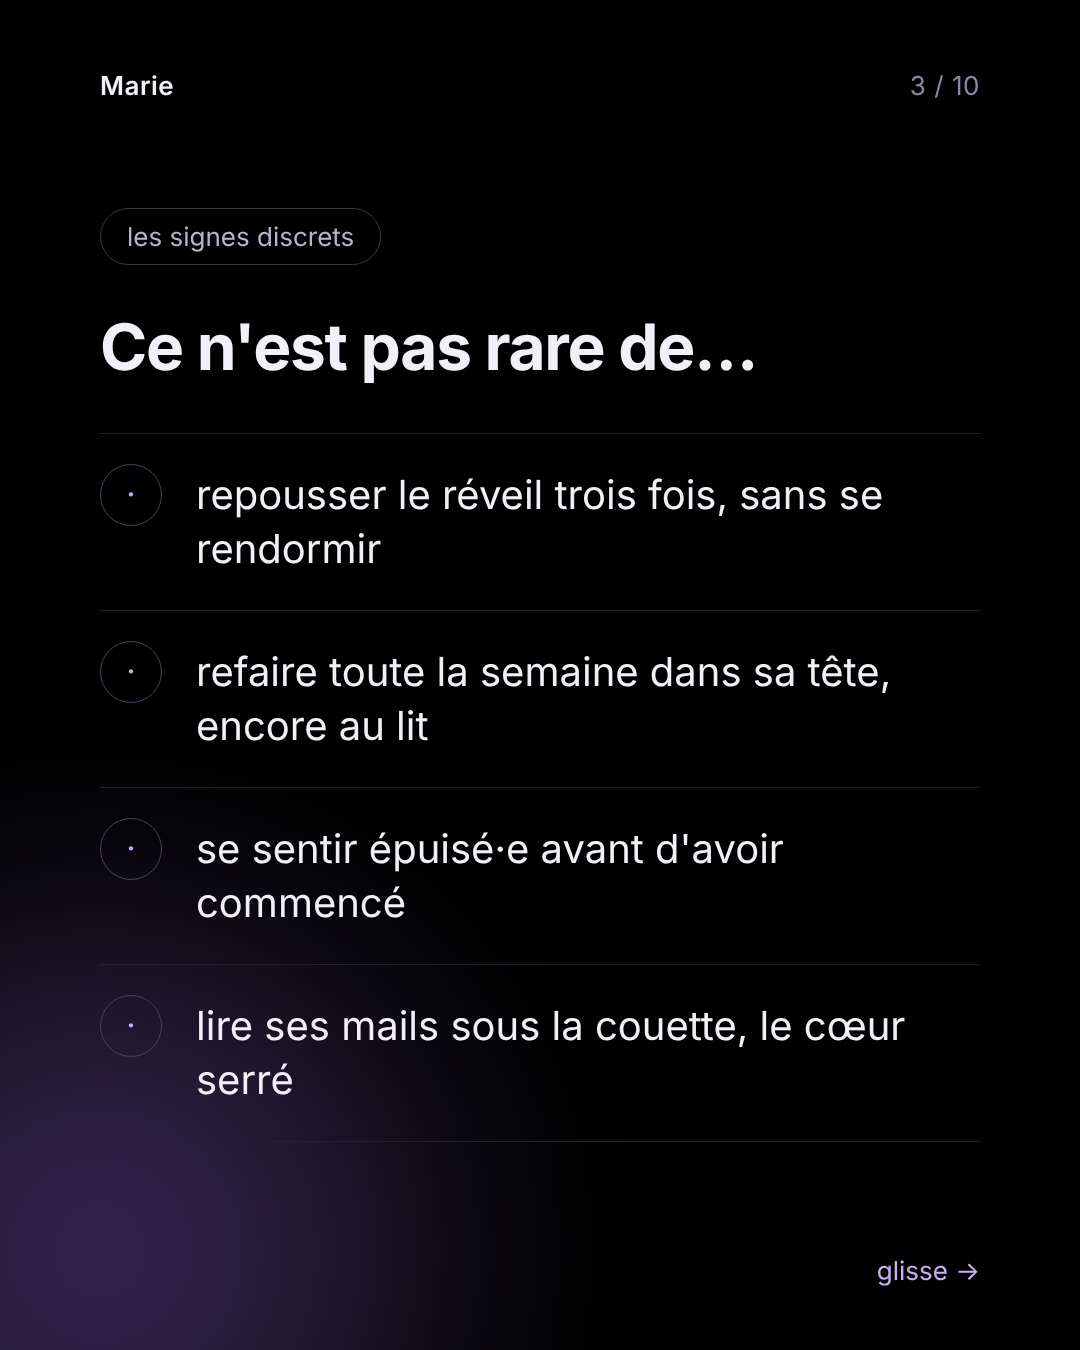 Marie
3 / 10
les signes discrets
Ce n'est pas rare de…
repousser le réveil trois fois, sans se
rendormir
refaire toute la semaine dans sa tête,
encore au lit
se sentir épuisé·e avant d'avoir
commencé
lire ses mails sous la couette, le cœur
serré
glisse →